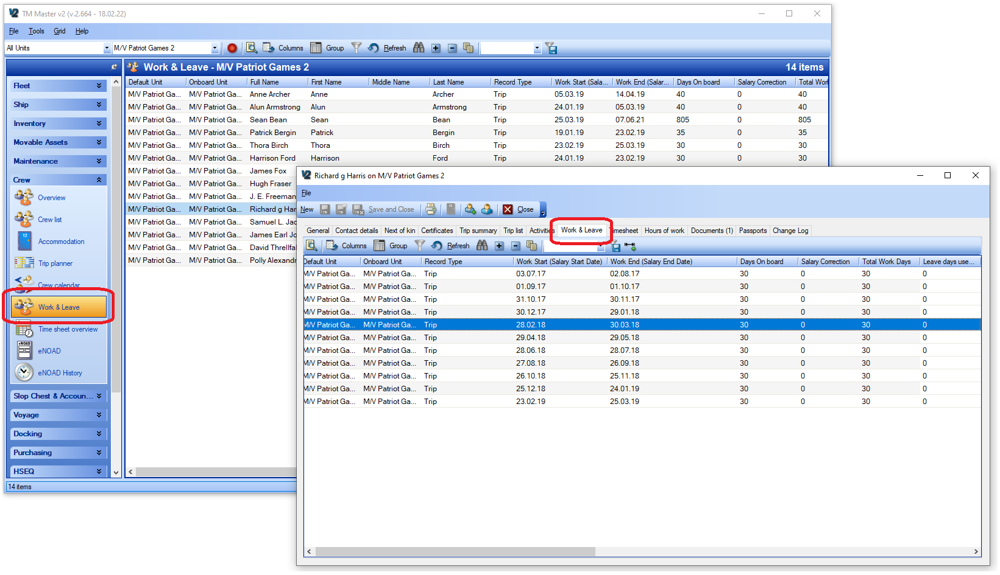 TM Master v2 (v.2.664 - 18.02.22)
File Tools Grid Help
All Units M/V Patriot Games 2 Columns Group Refresh
Work & Leave - M/V Patriot Games 2 14 items
Fleet
Ship
Inventory
Movable Assets
Maintenance
Crew
Overview
Crew list
Accommodation
Trip planner
Crew calendar
Work & Leave
Time sheet overview
eNOAD
eNOAD History
Slop Chest & Accoun...
Voyage
Docking
Purchasing
HSEQ
14 items
Default Unit Onboard Unit Full Name First Name Middle Name Last Name Record Type Work Start (Sala... Work End (Salar... Days On board Salary Correction Total Work
M/V Patriot Ga... M/V Patriot Ga... Anne Archer Anne Archer Trip 05.03.19 14.04.19 40 0 40
M/V Patriot Ga... M/V Patriot Ga... Alun Armstrong Alun Armstrong Trip 24.01.19 05.03.19 40 0 40
M/V Patriot Ga... M/V Patriot Ga... Sean Bean Sean Bean Trip 25.03.19 07.06.21 805 0 805
M/V Patriot Ga... M/V Patriot Ga... Patrick Bergin Patrick Bergin Trip 19.01.19 23.02.19 35 0 35
M/V Patriot Ga... M/V Patriot Ga... Thora Birch Thora Birch Trip 23.02.19 25.03.19 30 0 30
M/V Patriot Ga... M/V Patriot Ga... Harrison Ford Harrison Ford Trip 24.01.19 23.02.19 30 0 30
M/V Patriot Ga... M/V Patriot Ga... James Fox
M/V Patriot Ga... M/V Patriot Ga... Hugh Fraser
M/V Patriot Ga... M/V Patriot Ga... J. E. Freeman
M/V Patriot Ga... M/V Patriot Ga... Richard g Har
M/V Patriot Ga... M/V Patriot Ga... Samuel L. Jac
M/V Patriot Ga... M/V Patriot Ga... James Earl Jo
M/V Patriot Ga... M/V Patriot Ga... David Threllfa
M/V Patriot Ga... M/V Patriot Ga... Polly Alexandr
Richard g Harris on M/V Patriot Games 2
File
New Save and Close Close
General Contact details Next of kin Certificates Trip summary Trip list Activities Work & Leave Timesheet Hours of work Documents (1) Passports Change Log
Columns Group Refresh
Default Unit Onboard Unit Record Type Work Start (Salary Start Date) Work End (Salary End Date) Days On board Salary Correction Total Work Days Leave days use...
M/V Patriot Ga... M/V Patriot Ga... Trip 03.07.17 02.08.17 30 0 30 0
M/V Patriot Ga... M/V Patriot Ga... Trip 01.09.17 01.10.17 30 0 30 0
M/V Patriot Ga... M/V Patriot Ga... Trip 31.10.17 30.11.17 30 0 30 0
M/V Patriot Ga... M/V Patriot Ga... Trip 30.12.17 29.01.18 30 0 30 0
M/V Patriot Ga... M/V Patriot Ga... Trip 28.02.18 30.03.18 30 0 30 0
M/V Patriot Ga... M/V Patriot Ga... Trip 29.04.18 29.05.18 30 0 30 0
M/V Patriot Ga... M/V Patriot Ga... Trip 28.06.18 28.07.18 30 0 30 0
M/V Patriot Ga... M/V Patriot Ga... Trip 27.08.18 26.09.18 30 0 30 0
M/V Patriot Ga... M/V Patriot Ga... Trip 26.10.18 25.11.18 30 0 30 0
M/V Patriot Ga... M/V Patriot Ga... Trip 25.12.18 24.01.19 30 0 30 0
M/V Patriot Ga... M/V Patriot Ga... Trip 23.02.19 25.03.19 30 0 30 0